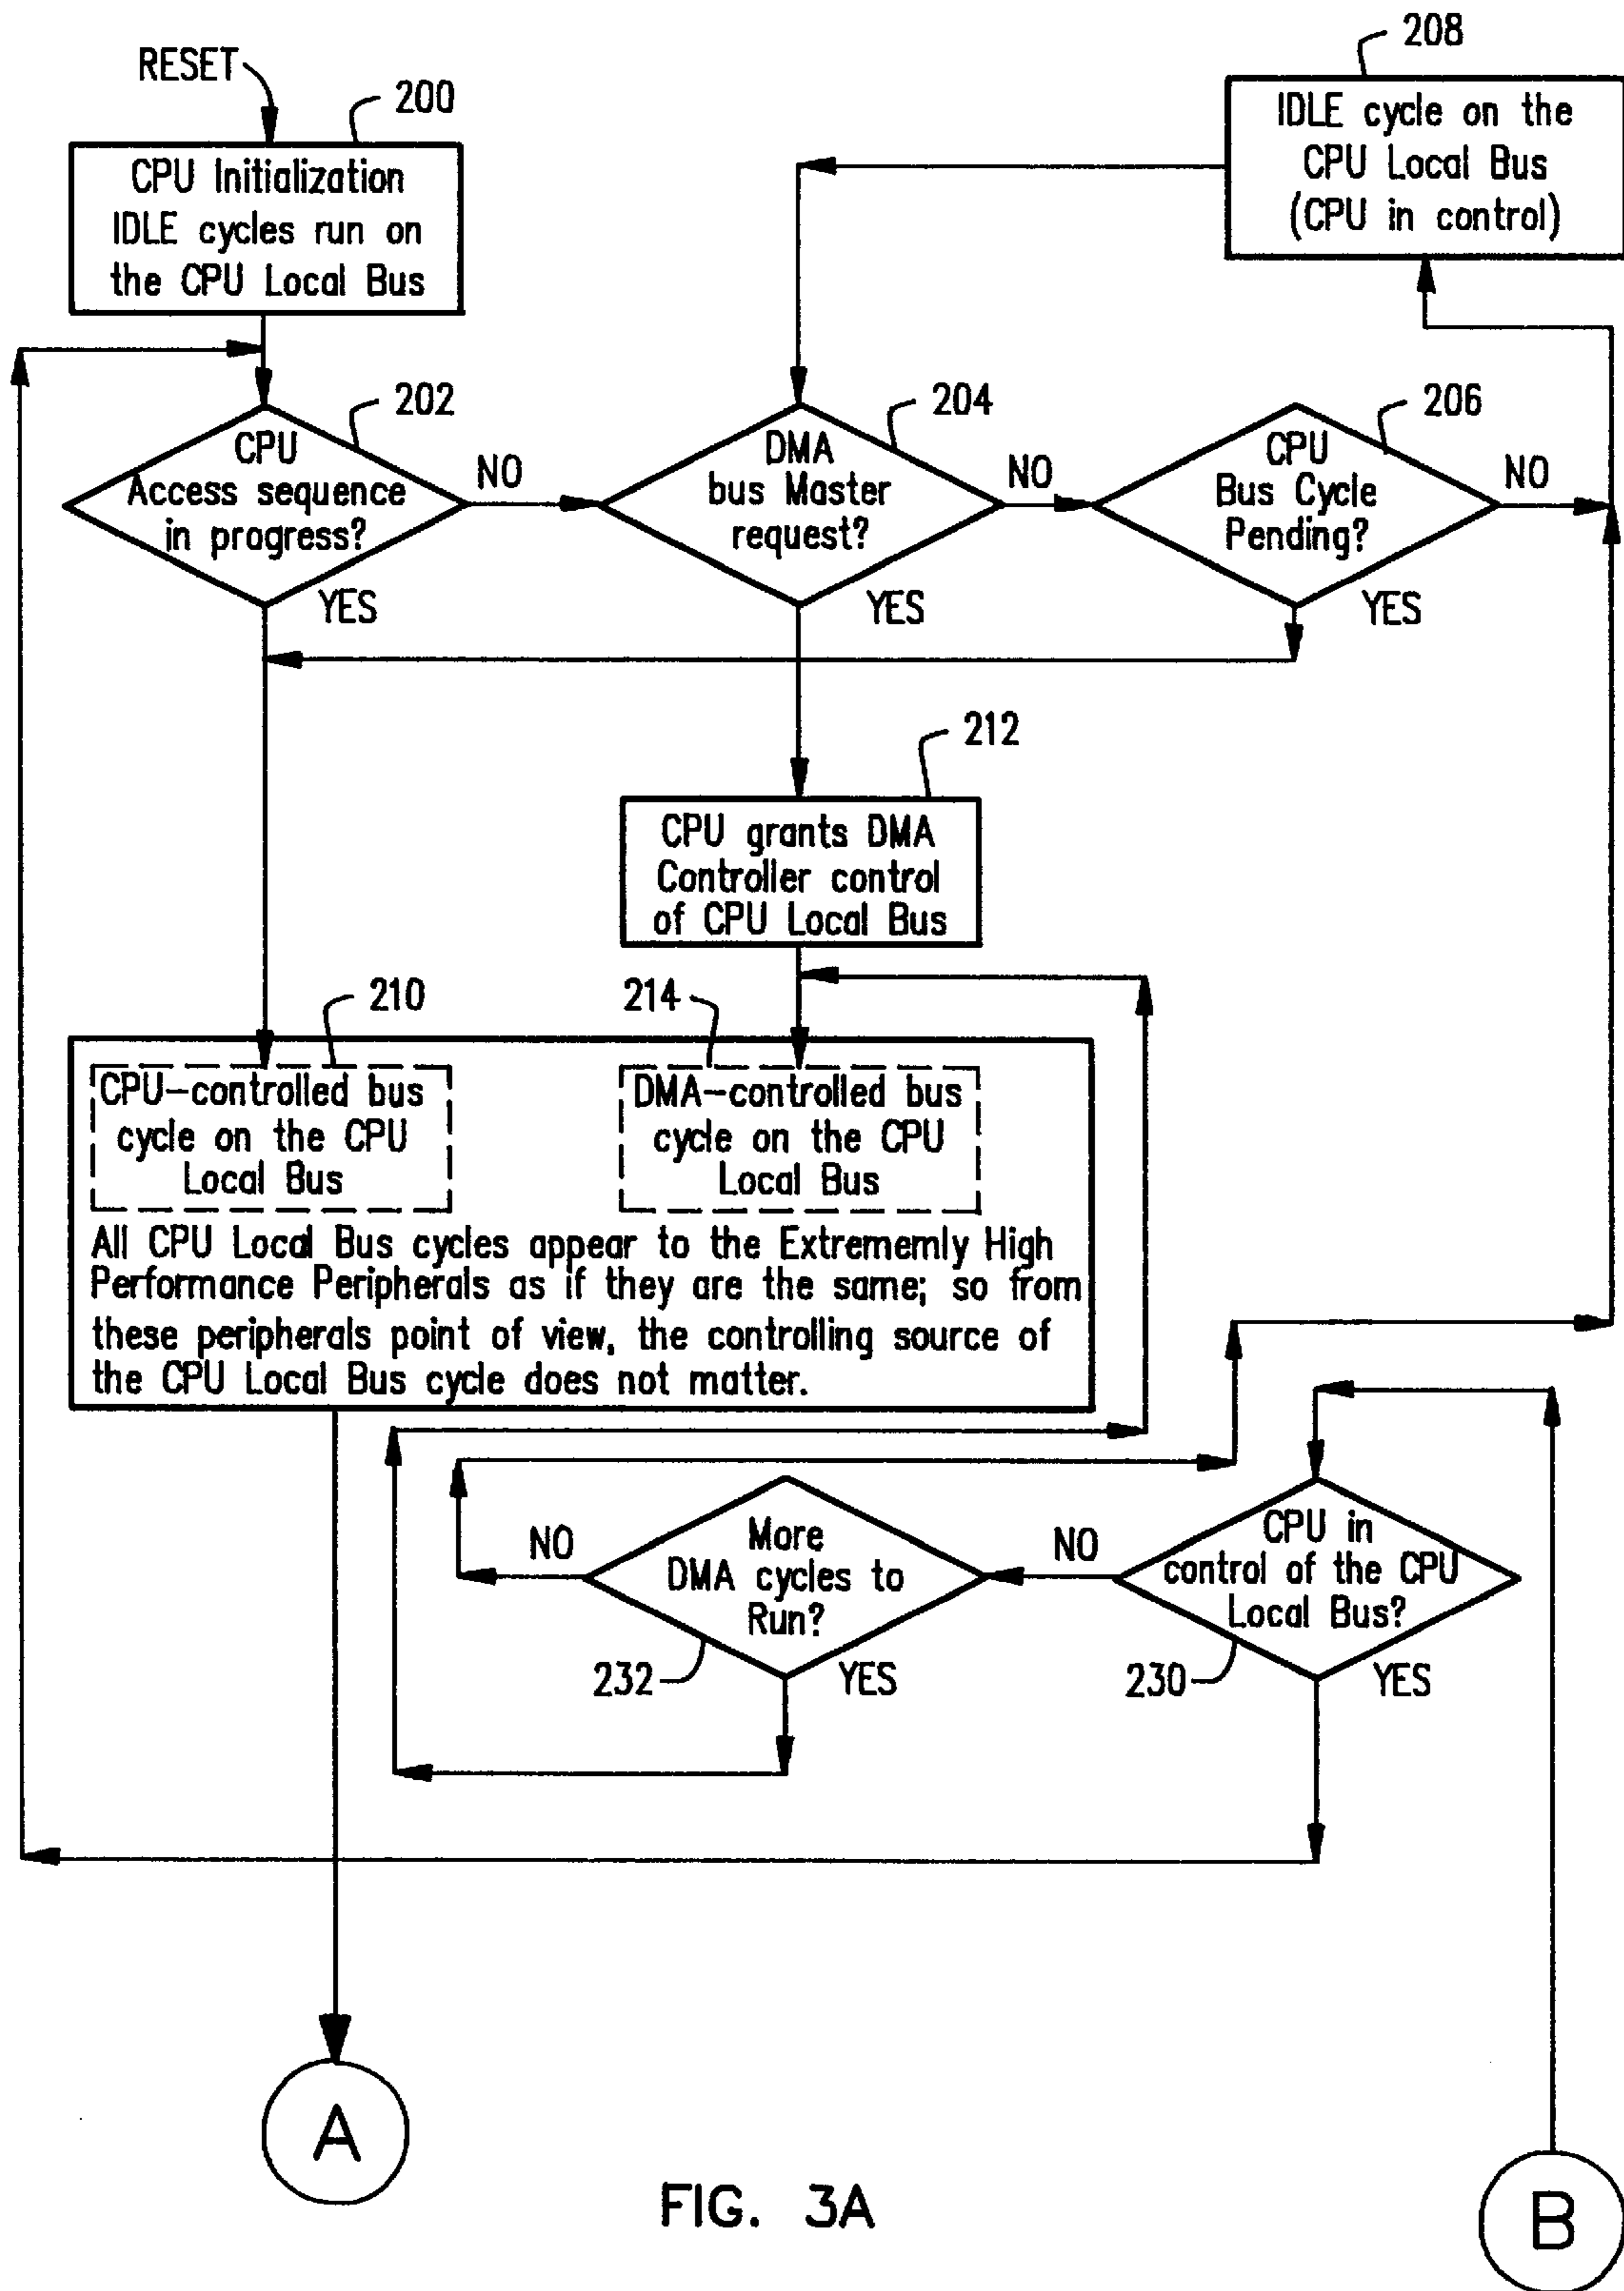 RESET
200
CPU Initialization
IDLE cycles run on
the CPU Local Bus
208
IDLE cycle on the
CPU Local Bus
(CPU in control)
202
CPU
Access sequence
in progress?
NO
YES
204
DMA
bus Master
request?
NO
YES
206
CPU
Bus Cycle
Pending?
NO
YES
212
CPU grants DMA
Controller control
of CPU Local Bus
210
CPU-controlled bus
cycle on the CPU
Local Bus
214
DMA-controlled bus
cycle on the CPU
Local Bus
All CPU Local Bus cycles appear to the Extrememly High
Performance Peripherals as if they are the same; so from
these peripherals point of view, the controlling source of
the CPU Local Bus cycle does not matter.
NO
More
DMA cycles to
Run?
232
YES
NO
CPU in
control of the CPU
Local Bus?
230
YES
A
B
FIG. 3A